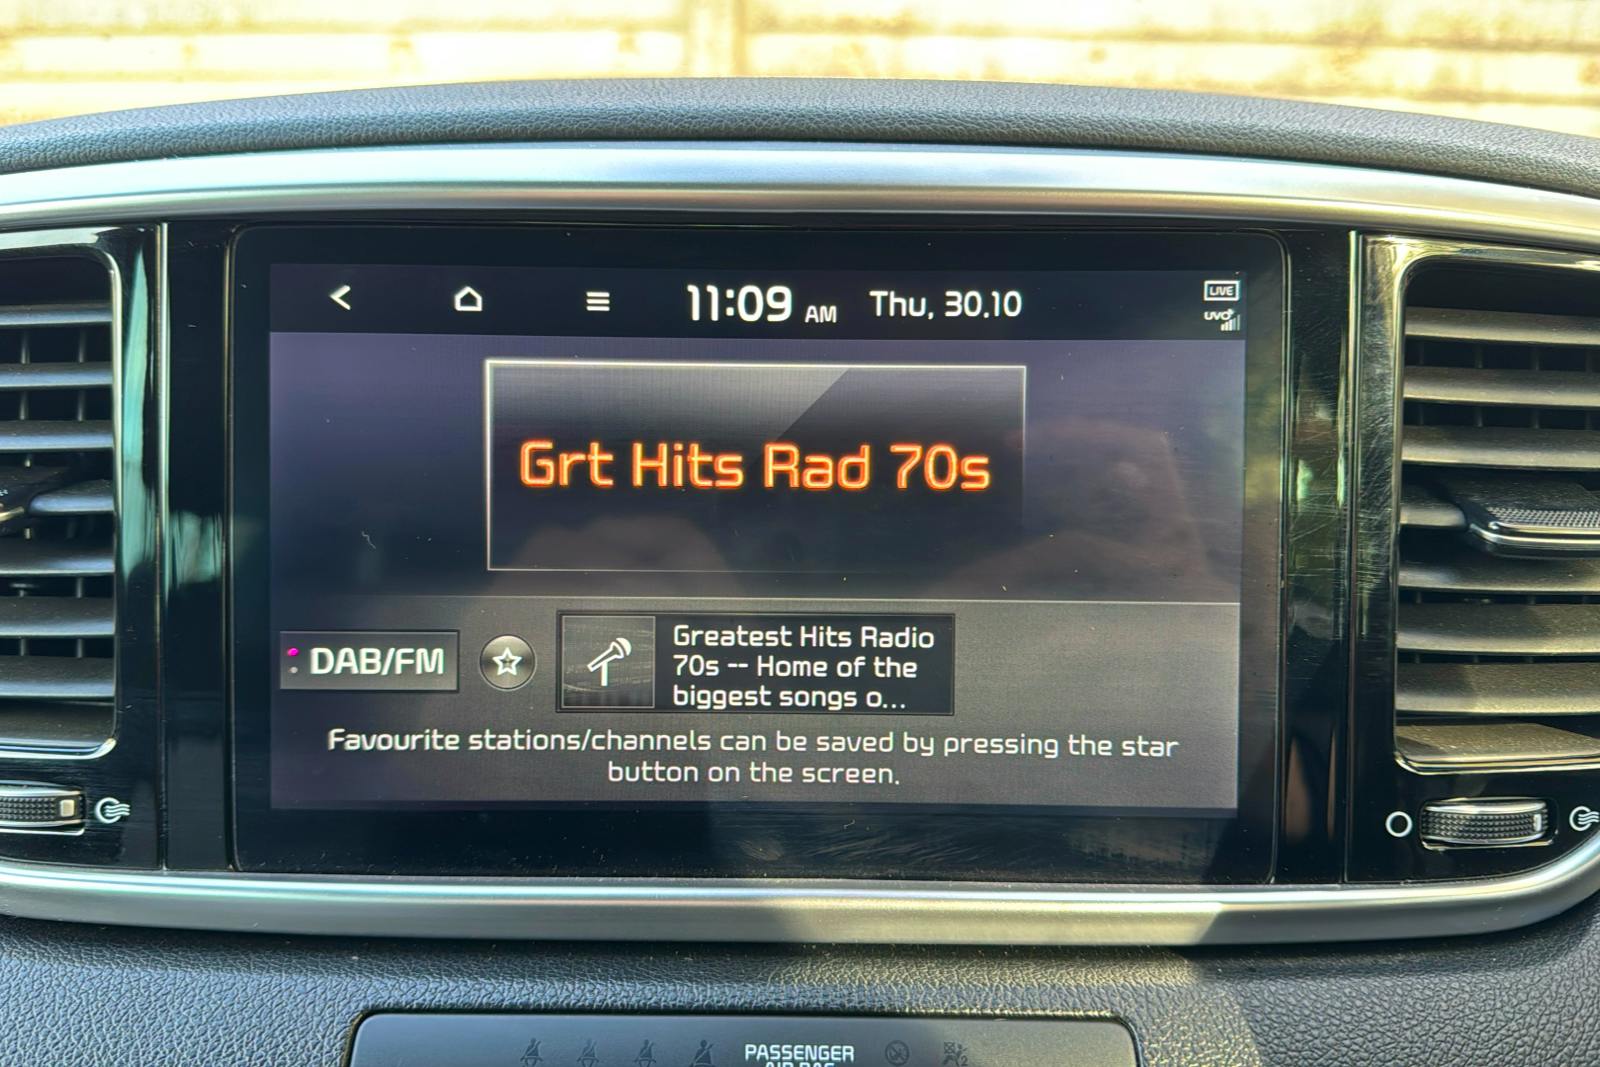 11:09 AM Thu, 30.10
LIVE
UVO
Grt Hits Rad 70s
DAB/FM
Greatest Hits Radio
70s -- Home of the
biggest songs o...
Favourite stations/channels can be saved by pressing the star
button on the screen.
PASSENGER
AIR BAG